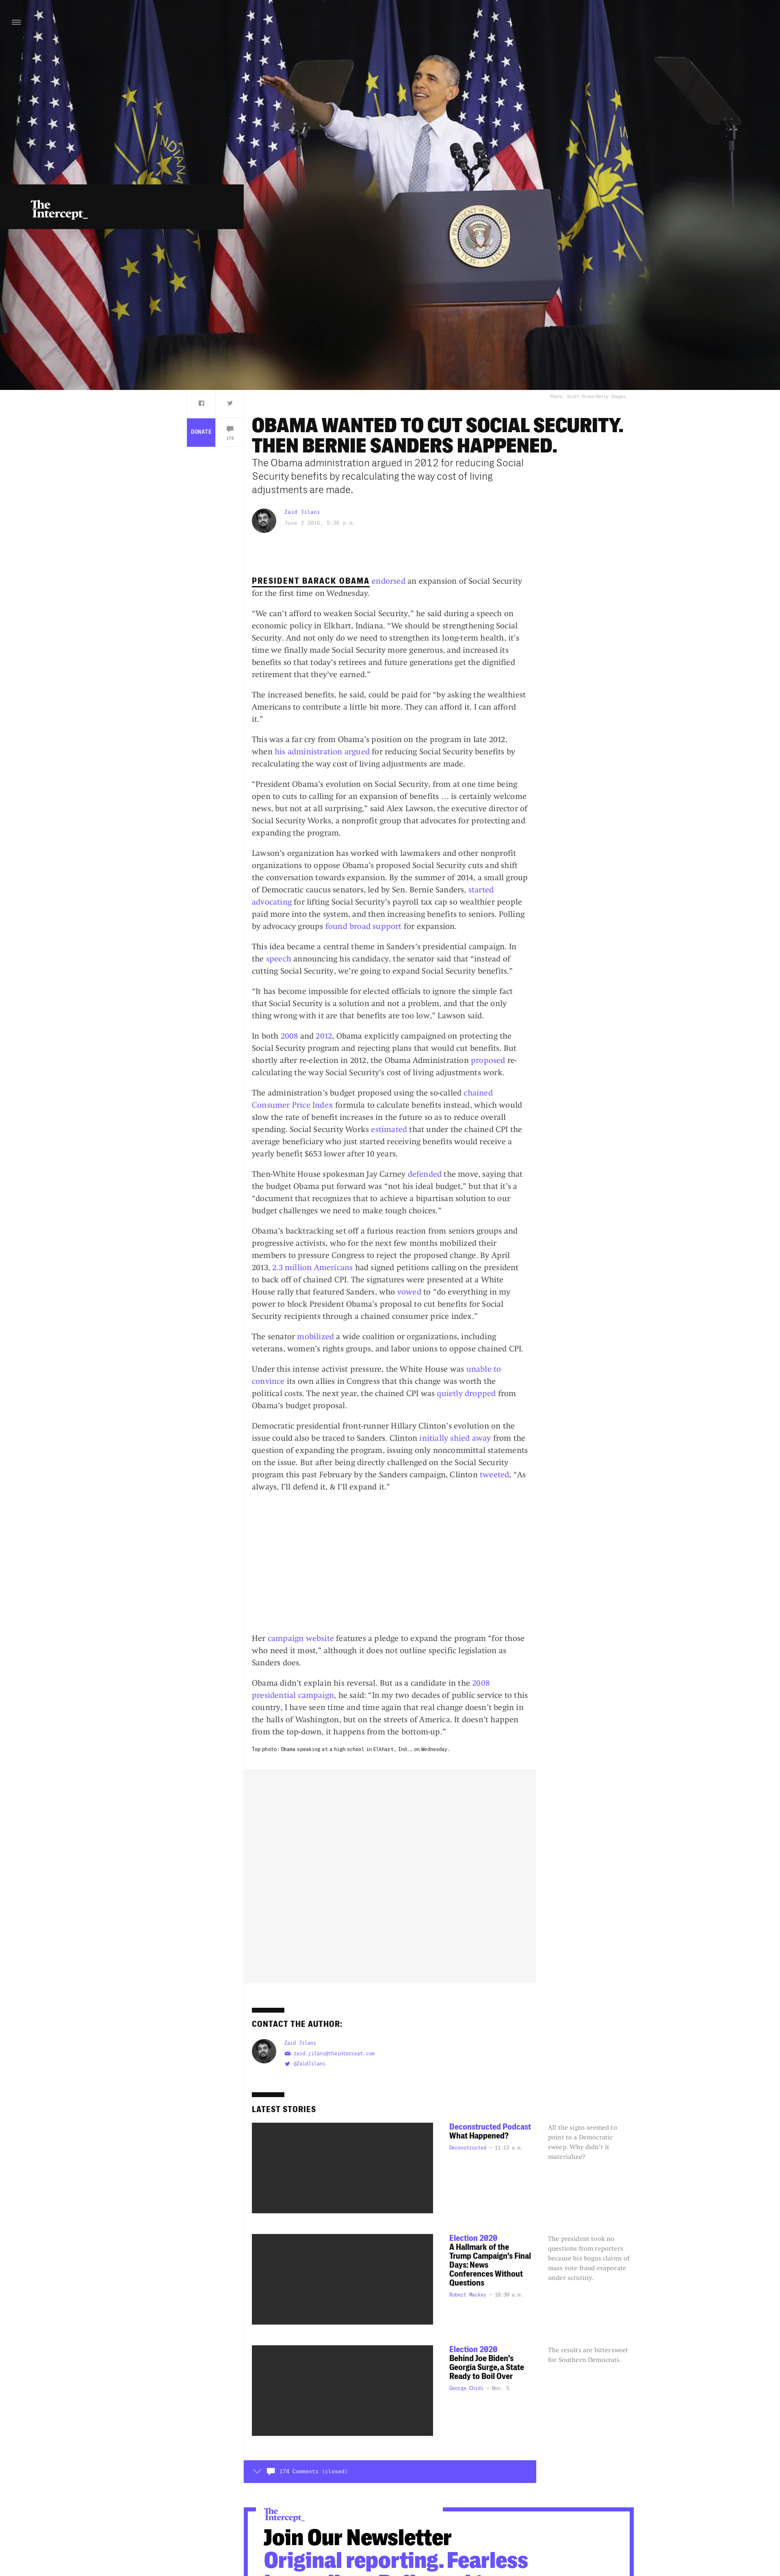 INDIANA
The
Intercept_
Photo: Scott Olson/Getty Images
DONATE
174
OBAMA WANTED TO CUT SOCIAL SECURITY.
THEN BERNIE SANDERS HAPPENED.
The Obama administration argued in 2012 for reducing Social
Security benefits by recalculating the way cost of living
adjustments are made.
Zaid Jilani
June 2 2016, 5:36 p.m.
PRESIDENT BARACK OBAMA endorsed an expansion of Social Security
for the first time on Wednesday.
“We can’t afford to weaken Social Security,” he said during a speech on
economic policy in Elkhart, Indiana. “We should be strengthening Social
Security. And not only do we need to strengthen its long-term health, it’s
time we finally made Social Security more generous, and increased its
benefits so that today’s retirees and future generations get the dignified
retirement that they’ve earned.”
The increased benefits, he said, could be paid for “by asking the wealthiest
Americans to contribute a little bit more. They can afford it. I can afford
it.”
This was a far cry from Obama’s position on the program in late 2012,
when his administration argued for reducing Social Security benefits by
recalculating the way cost of living adjustments are made.
“President Obama’s evolution on Social Security, from at one time being
open to cuts to calling for an expansion of benefits … is certainly welcome
news, but not at all surprising,” said Alex Lawson, the executive director of
Social Security Works, a nonprofit group that advocates for protecting and
expanding the program.
Lawson’s organization has worked with lawmakers and other nonprofit
organizations to oppose Obama’s proposed Social Security cuts and shift
the conversation towards expansion. By the summer of 2014, a small group
of Democratic caucus senators, led by Sen. Bernie Sanders, started
advocating for lifting Social Security’s payroll tax cap so wealthier people
paid more into the system, and then increasing benefits to seniors. Polling
by advocacy groups found broad support for expansion.
This idea became a central theme in Sanders’s presidential campaign. In
the speech announcing his candidacy, the senator said that “instead of
cutting Social Security, we’re going to expand Social Security benefits.”
“It has become impossible for elected officials to ignore the simple fact
that Social Security is a solution and not a problem, and that the only
thing wrong with it are that benefits are too low,” Lawson said.
In both 2008 and 2012, Obama explicitly campaigned on protecting the
Social Security program and rejecting plans that would cut benefits. But
shortly after re-election in 2012, the Obama Administration proposed re-
calculating the way Social Security’s cost of living adjustments work.
The administration’s budget proposed using the so-called chained
Consumer Price Index formula to calculate benefits instead, which would
slow the rate of benefit increases in the future so as to reduce overall
spending. Social Security Works estimated that under the chained CPI the
average beneficiary who just started receiving benefits would receive a
yearly benefit $653 lower after 10 years.
Then-White House spokesman Jay Carney defended the move, saying that
the budget Obama put forward was “not his ideal budget,” but that it’s a
“document that recognizes that to achieve a bipartisan solution to our
budget challenges we need to make tough choices.”
Obama’s backtracking set off a furious reaction from seniors groups and
progressive activists, who for the next few months mobilized their
members to pressure Congress to reject the proposed change. By April
2013, 2.3 million Americans had signed petitions calling on the president
to back off of chained CPI. The signatures were presented at a White
House rally that featured Sanders, who vowed to “do everything in my
power to block President Obama’s proposal to cut benefits for Social
Security recipients through a chained consumer price index.”
The senator mobilized a wide coalition or organizations, including
veterans, women’s rights groups, and labor unions to oppose chained CPI.
Under this intense activist pressure, the White House was unable to
convince its own allies in Congress that this change was worth the
political costs. The next year, the chained CPI was quietly dropped from
Obama’s budget proposal.
Democratic presidential front-runner Hillary Clinton’s evolution on the
issue could also be traced to Sanders. Clinton initially shied away from the
question of expanding the program, issuing only noncommittal statements
on the issue. But after being directly challenged on the Social Security
program this past February by the Sanders campaign, Clinton tweeted, “As
always, I’ll defend it, & I’ll expand it.”
Her campaign website features a pledge to expand the program “for those
who need it most,” although it does not outline specific legislation as
Sanders does.
Obama didn’t explain his reversal. But as a candidate in the 2008
presidential campaign, he said: “In my two decades of public service to this
country, I have seen time and time again that real change doesn’t begin in
the halls of Washington, but on the streets of America. It doesn’t happen
from the top-down, it happens from the bottom-up.”
Top photo: Obama speaking at a high school in Elkhart, Ind., on Wednesday.
CONTACT THE AUTHOR:
Zaid Jilani
zaid.jilani@theintercept.com
@ZaidJilani
LATEST STORIES
Deconstructed Podcast
What Happened?
Deconstructed – 11:13 a.m.
All the signs seemed to
point to a Democratic
sweep. Why didn’t it
materialize?
Election 2020
A Hallmark of the
Trump Campaign’s Final
Days: News
Conferences Without
Questions
Robert Mackey – 10:30 a.m.
The president took no
questions from reporters
because his bogus claims of
mass vote fraud evaporate
under scrutiny.
Election 2020
Behind Joe Biden’s
Georgia Surge, a State
Ready to Boil Over
George Chidi – Nov. 5
The results are bittersweet
for Southern Democrats.
174 Comments (closed)
The
Intercept_
Join Our Newsletter
Original reporting. Fearless